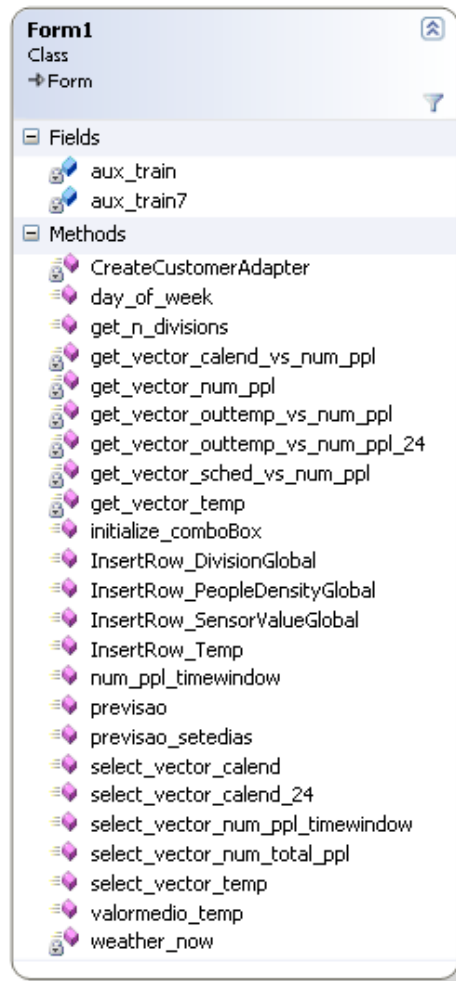 Form1
Class
Form
Fields
aux_train
aux_train7
Methods
CreateCustomerAdapter
day_of_week
get_n_divisions
get_vector_calend_vs_num_ppl
get_vector_num_ppl
get_vector_outtemp_vs_num_ppl
get_vector_outtemp_vs_num_ppl_24
get_vector_sched_vs_num_ppl
get_vector_temp
initialize_comboBox
InsertRow_DivisionGlobal
InsertRow_PeopleDensityGlobal
InsertRow_SensorValueGlobal
InsertRow_Temp
num_ppl_timewindow
previsao
previsao_setedias
select_vector_calend
select_vector_calend_24
select_vector_num_ppl_timewindow
select_vector_num_total_ppl
select_vector_temp
valormedio_temp
weather_now